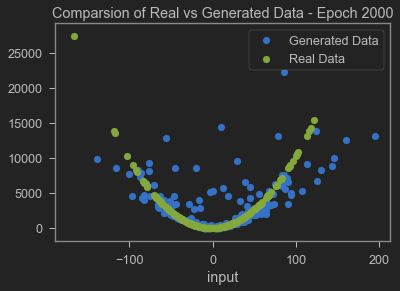 Comparsion of Real vs Generated Data - Epoch 2000
Generated Data
Real Data
25000
20000
15000
10000
5000
0
−100
0
100
200
input